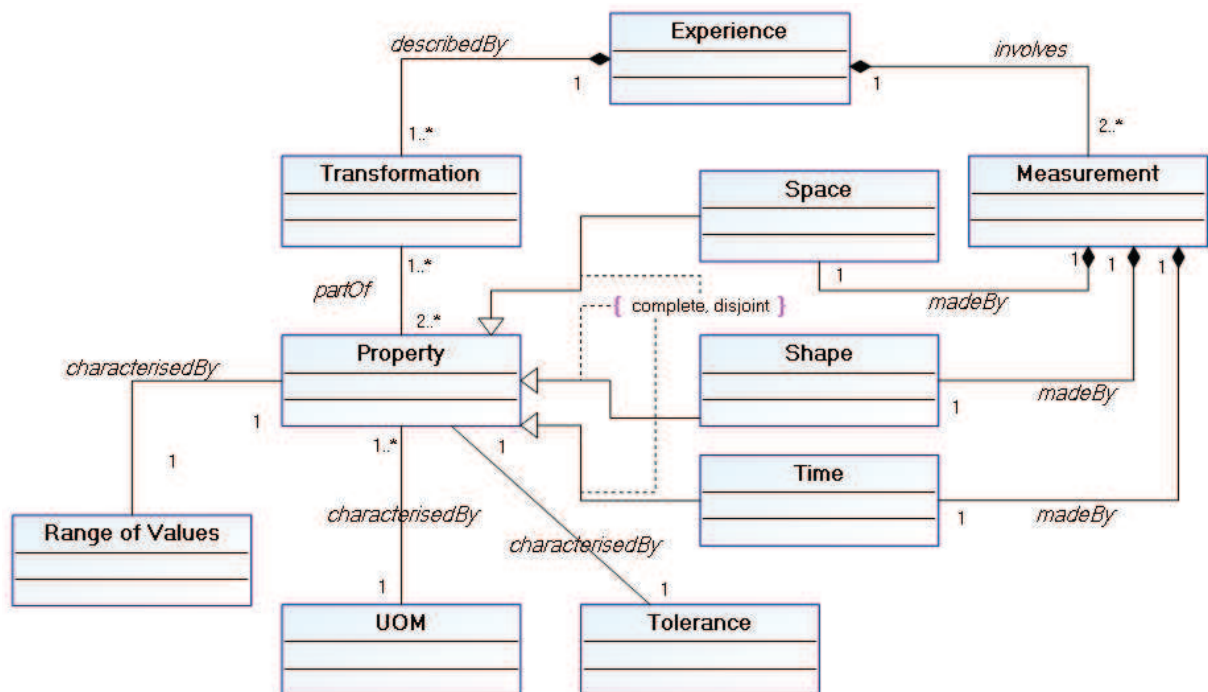 Experience
describedBy
involves
1
1
1..*
2..*
Transformation
Space
Measurement
1..*
1
1
1
1
partOf
madeBy
{ complete, disjoint }
2..*
Property
Shape
characterisedBy
madeBy
1
1
1..*
1
1
Time
characterisedBy
1
madeBy
Range of Values
characterisedBy
1
1
UOM
Tolerance